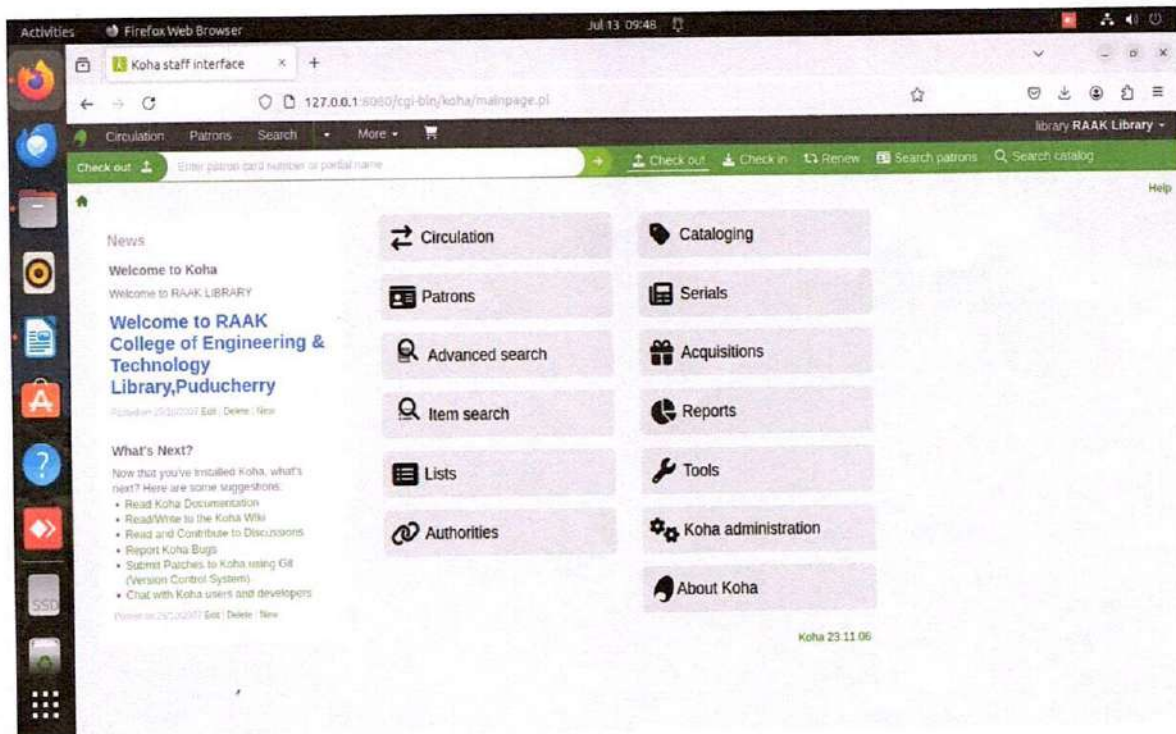 Activities
Firefox Web Browser
Jul 13 09:48
Koha staff interface
127.0.0.1:8080/cgi-bin/koha/mainpage.pl
Circulation Patrons Search More
library RAAK Library
Check out
Enter patron card number or partial name
Check out Check in Renew Search patrons Search catalog
Help
News
Welcome to Koha
Welcome to RAAK LIBRARY
Welcome to RAAK
College of Engineering &
Technology
Library,Puducherry
Edit | Delete | New
What's Next?
Now that you've installed Koha, what's
next? Here are some suggestions:
Read Koha Documentation
Read/Write to the Koha Wiki
Read and Contribute to Discussions
Report Koha Bugs
Submit Patches to Koha using Git
(Version Control System)
Chat with Koha users and developers
Edit | Delete | New
Circulation
Patrons
Advanced search
Item search
Lists
Authorities
Cataloging
Serials
Acquisitions
Reports
Tools
Koha administration
About Koha
Koha 23.11.06
SSD